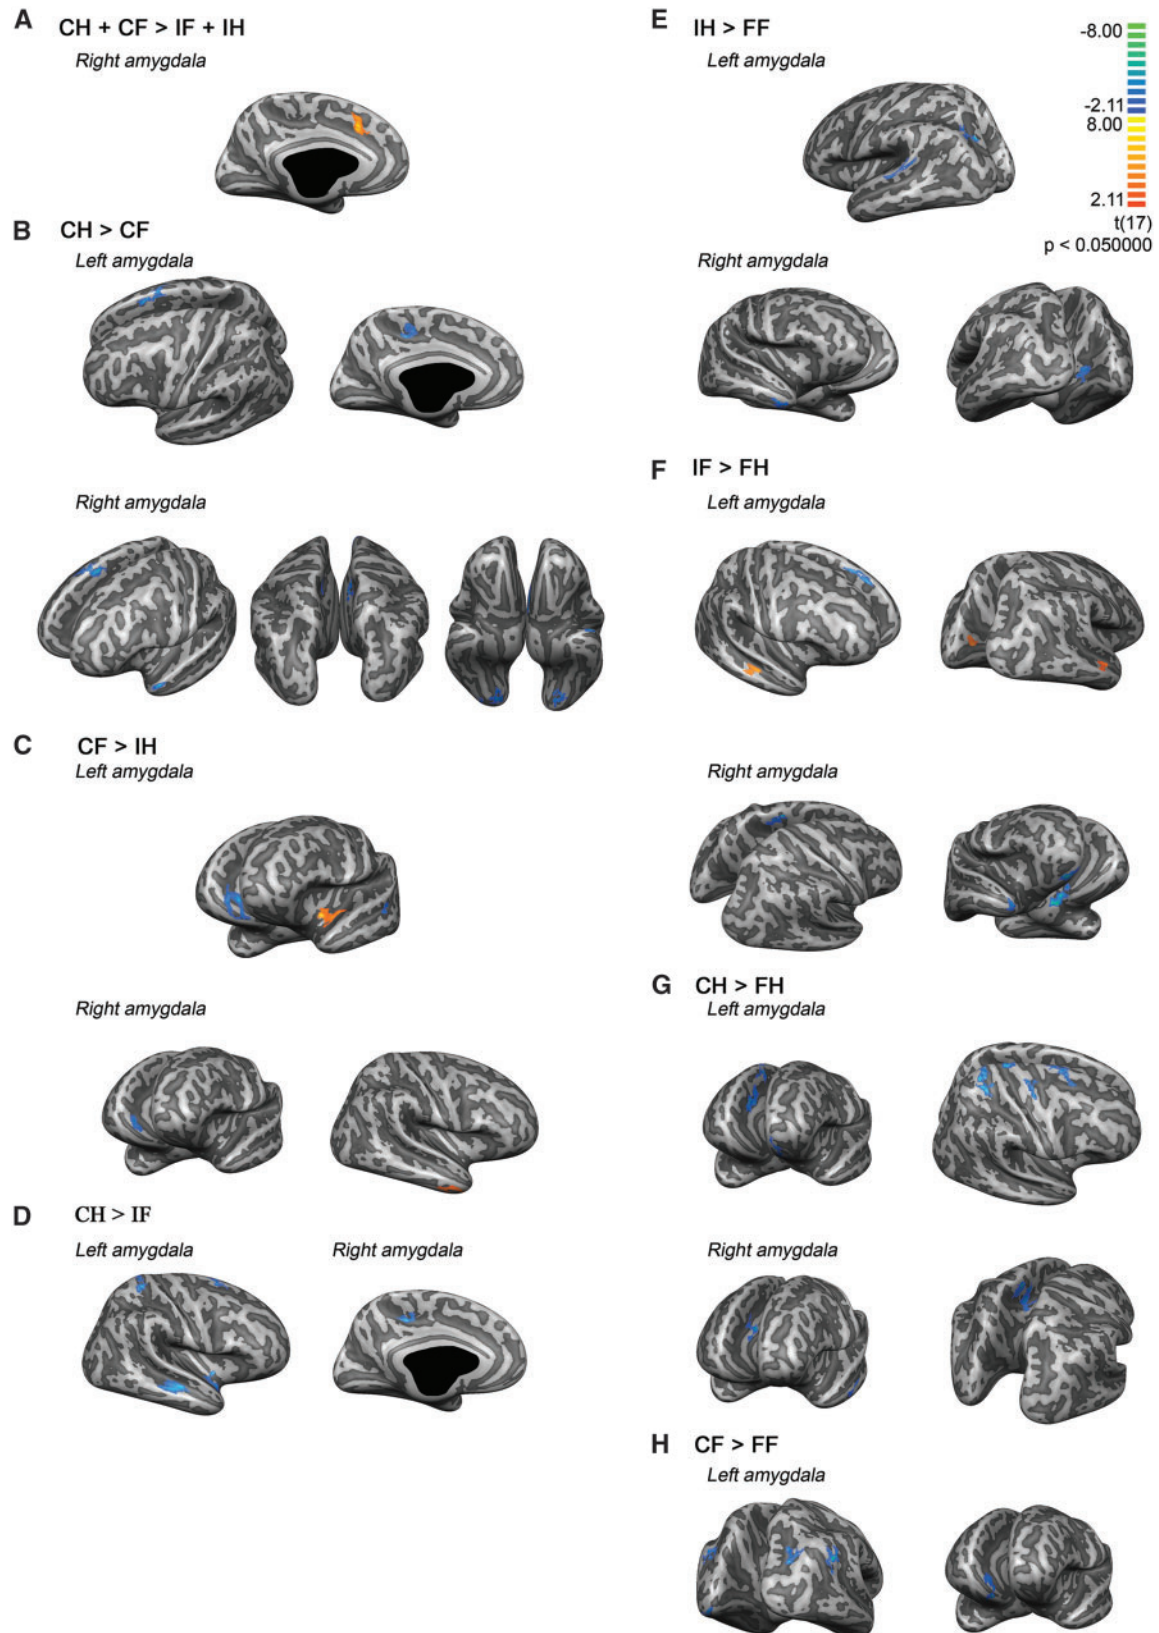 A CH + CF > IF + IH
Right amygdala
B CH > CF
Left amygdala
Right amygdala
C CF > IH
Left amygdala
Right amygdala
D CH > IF
Left amygdala Right amygdala
E IH > FF
Left amygdala
-8.00
-2.11
8.00
2.11
t(17)
p < 0.050000
Right amygdala
F IF > FH
Left amygdala
Right amygdala
G CH > FH
Left amygdala
Right amygdala
H CF > FF
Left amygdala